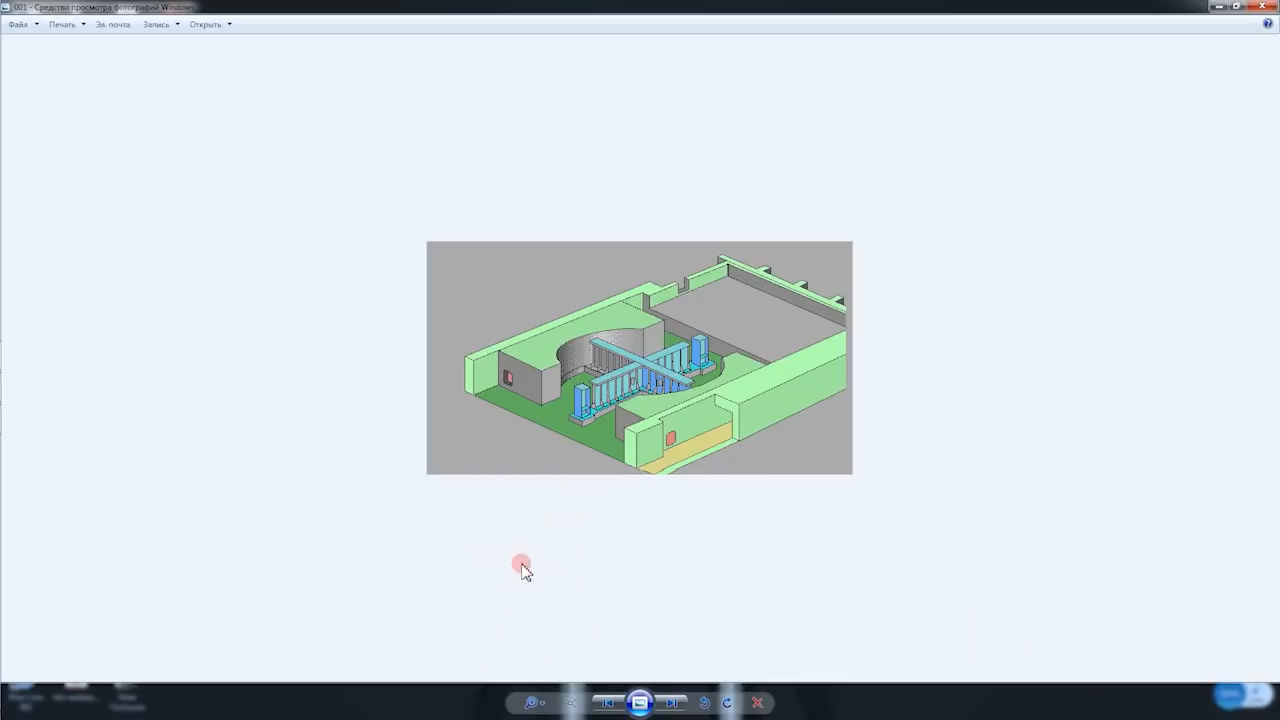 001 - Средство просмотра фотографий Windows
Файл Печать Эл. почта Запись Открыть